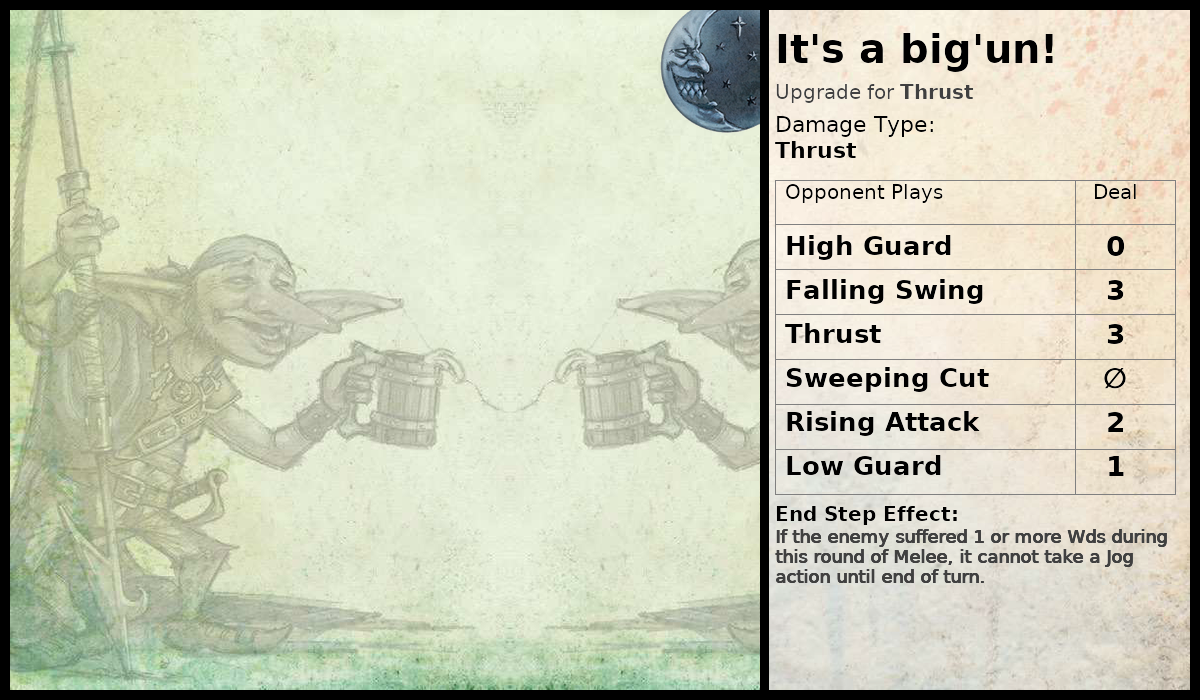 It's a big'un!
Upgrade for Thrust
Damage Type:
Thrust
Opponent Plays Deal
High Guard 0
Falling Swing 3
Thrust 3
Sweeping Cut ∅
Rising Attack 2
Low Guard 1
End Step Effect:
If the enemy suffered 1 or more Wds during
this round of Melee, it cannot take a Jog
action until end of turn.